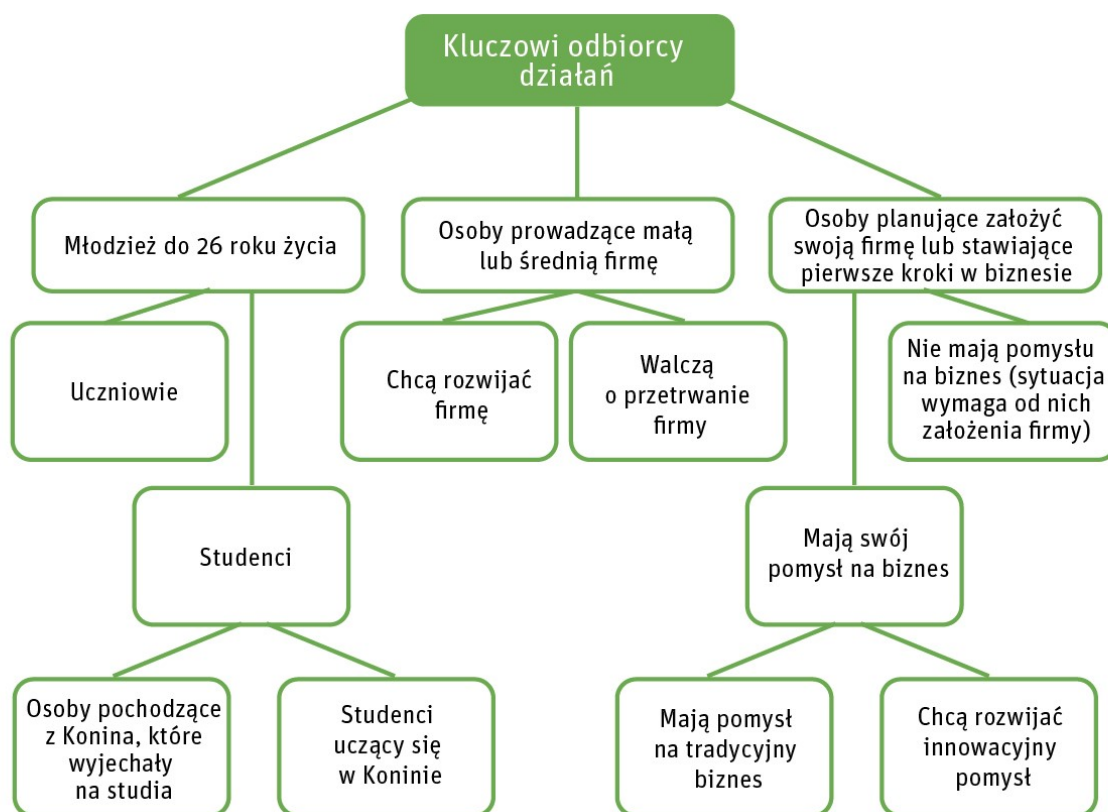 Kluczowi odbiorcy
działań
Młodzież do 26 roku życia
Osoby prowadzące małą
lub średnią firmę
Osoby planujące założyć
swoją firmę lub stawiające
pierwsze kroki w biznesie
Uczniowie
Chcą rozwijać
firmę
Walczą
o przetrwanie
firmy
Nie mają pomysłu
na biznes (sytuacja
wymaga od nich
założenia firmy)
Studenci
Mają swój
pomysł na biznes
Osoby pochodzące
z Konina, które
wyjechały
na studia
Studenci
uczący się
w Koninie
Mają pomysł
na tradycyjny
biznes
Chcą rozwijać
innowacyjny
pomysł